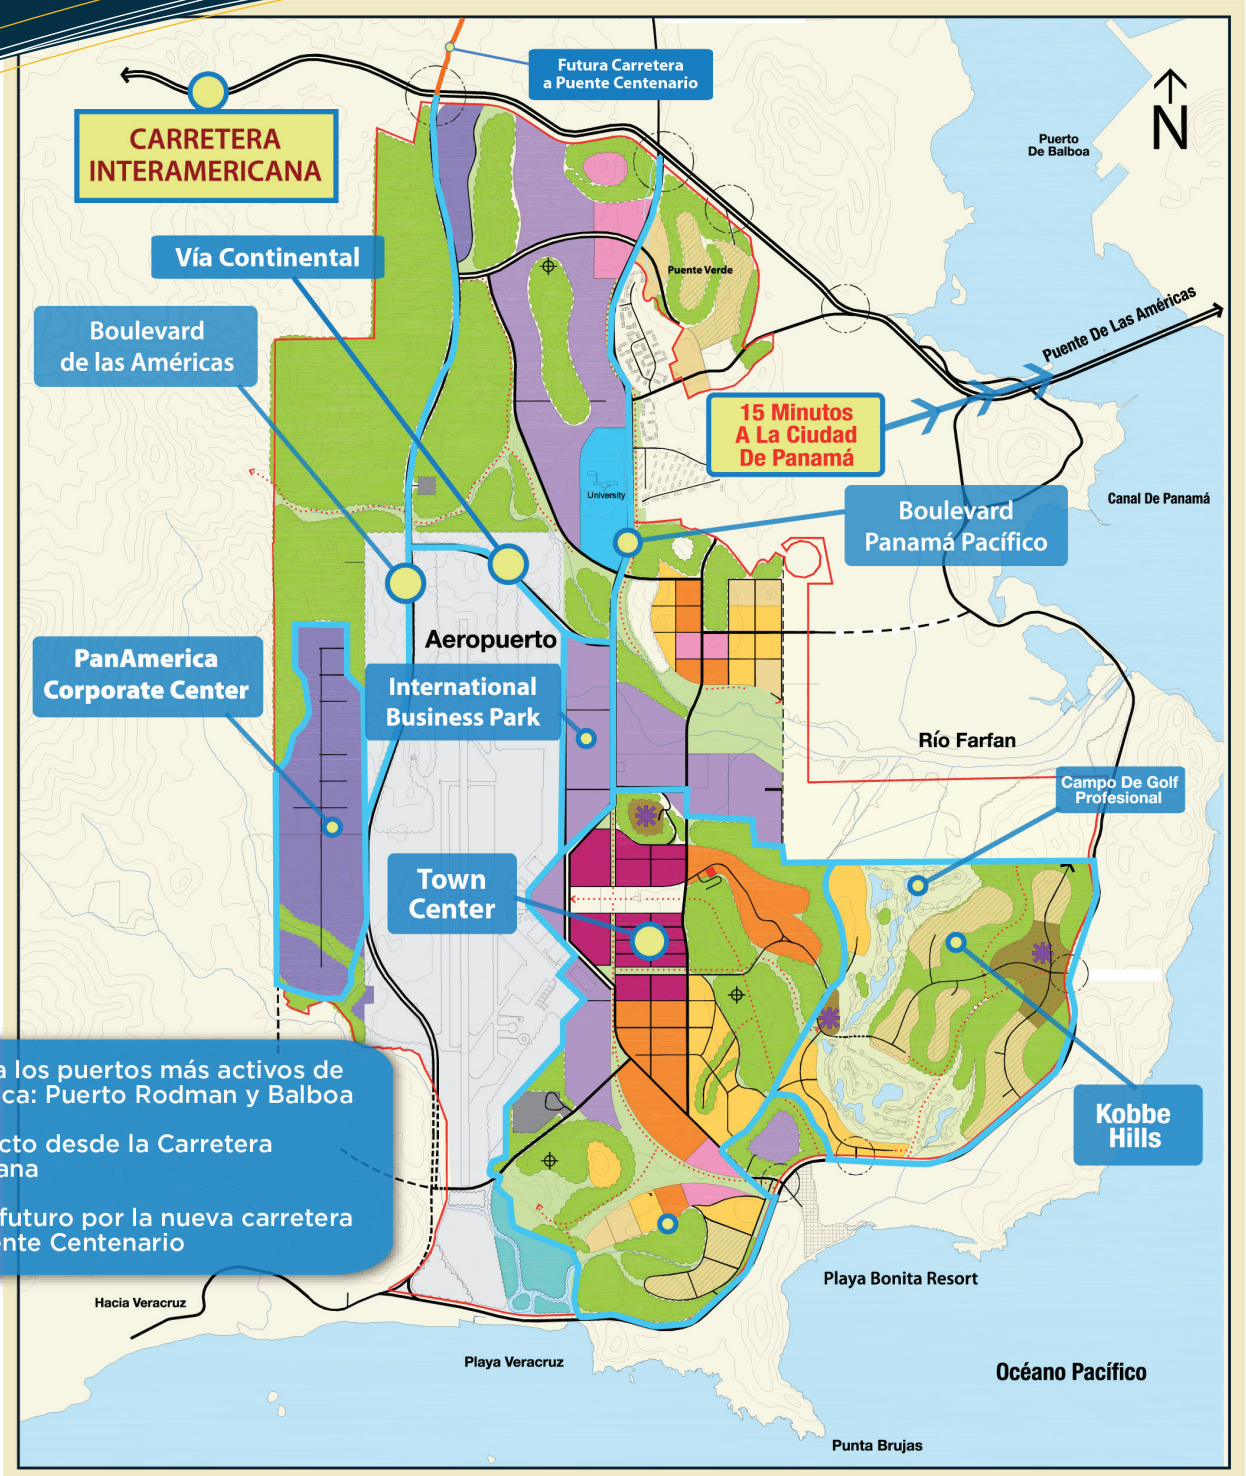 Futura Carretera
a Puente Centenario
N
CARRETERA
INTERAMERICANA
Puerto
De Balboa
Vía Continental
Puente Verde
Boulevard
de las Américas
Puente De Las Américas
15 Minutos
A La Ciudad
De Panamá
University
Canal De Panamá
Boulevard
Panamá Pacífico
Aeropuerto
PanAmerica
Corporate Center
International
Business Park
Río Farfan
Campo De Golf
Profesional
Town
Center
Kobbe
Hills
a los puertos más activos de
ca: Puerto Rodman y Balboa
cto desde la Carretera
ana
futuro por la nueva carretera
nte Centenario
Playa Bonita Resort
Hacia Veracruz
Playa Veracruz
Océano Pacífico
Punta Brujas